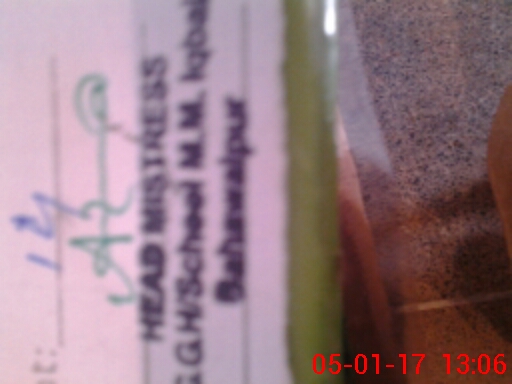 HEAD MISTRESS
G.G.H/School M.M. Iqbal
Bahawalpur
05-01-17 13:06